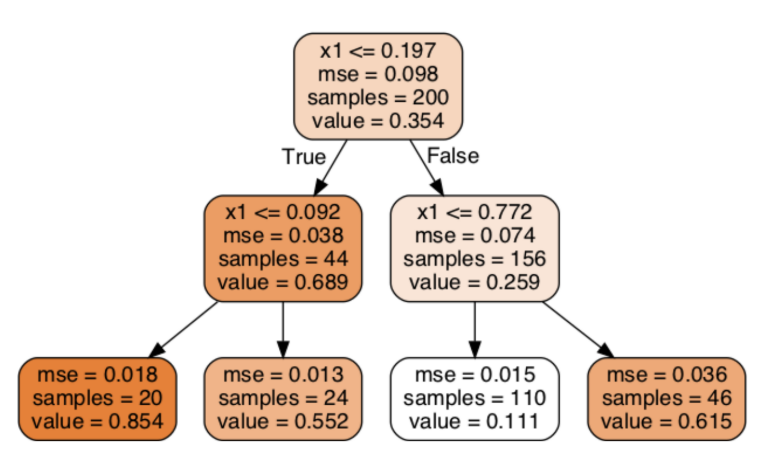 x1 <= 0.197
mse = 0.098
samples = 200
value = 0.354
True
False
x1 <= 0.092
mse = 0.038
samples = 44
value = 0.689
x1 <= 0.772
mse = 0.074
samples = 156
value = 0.259
mse = 0.018
samples = 20
value = 0.854
mse = 0.013
samples = 24
value = 0.552
mse = 0.015
samples = 110
value = 0.111
mse = 0.036
samples = 46
value = 0.615